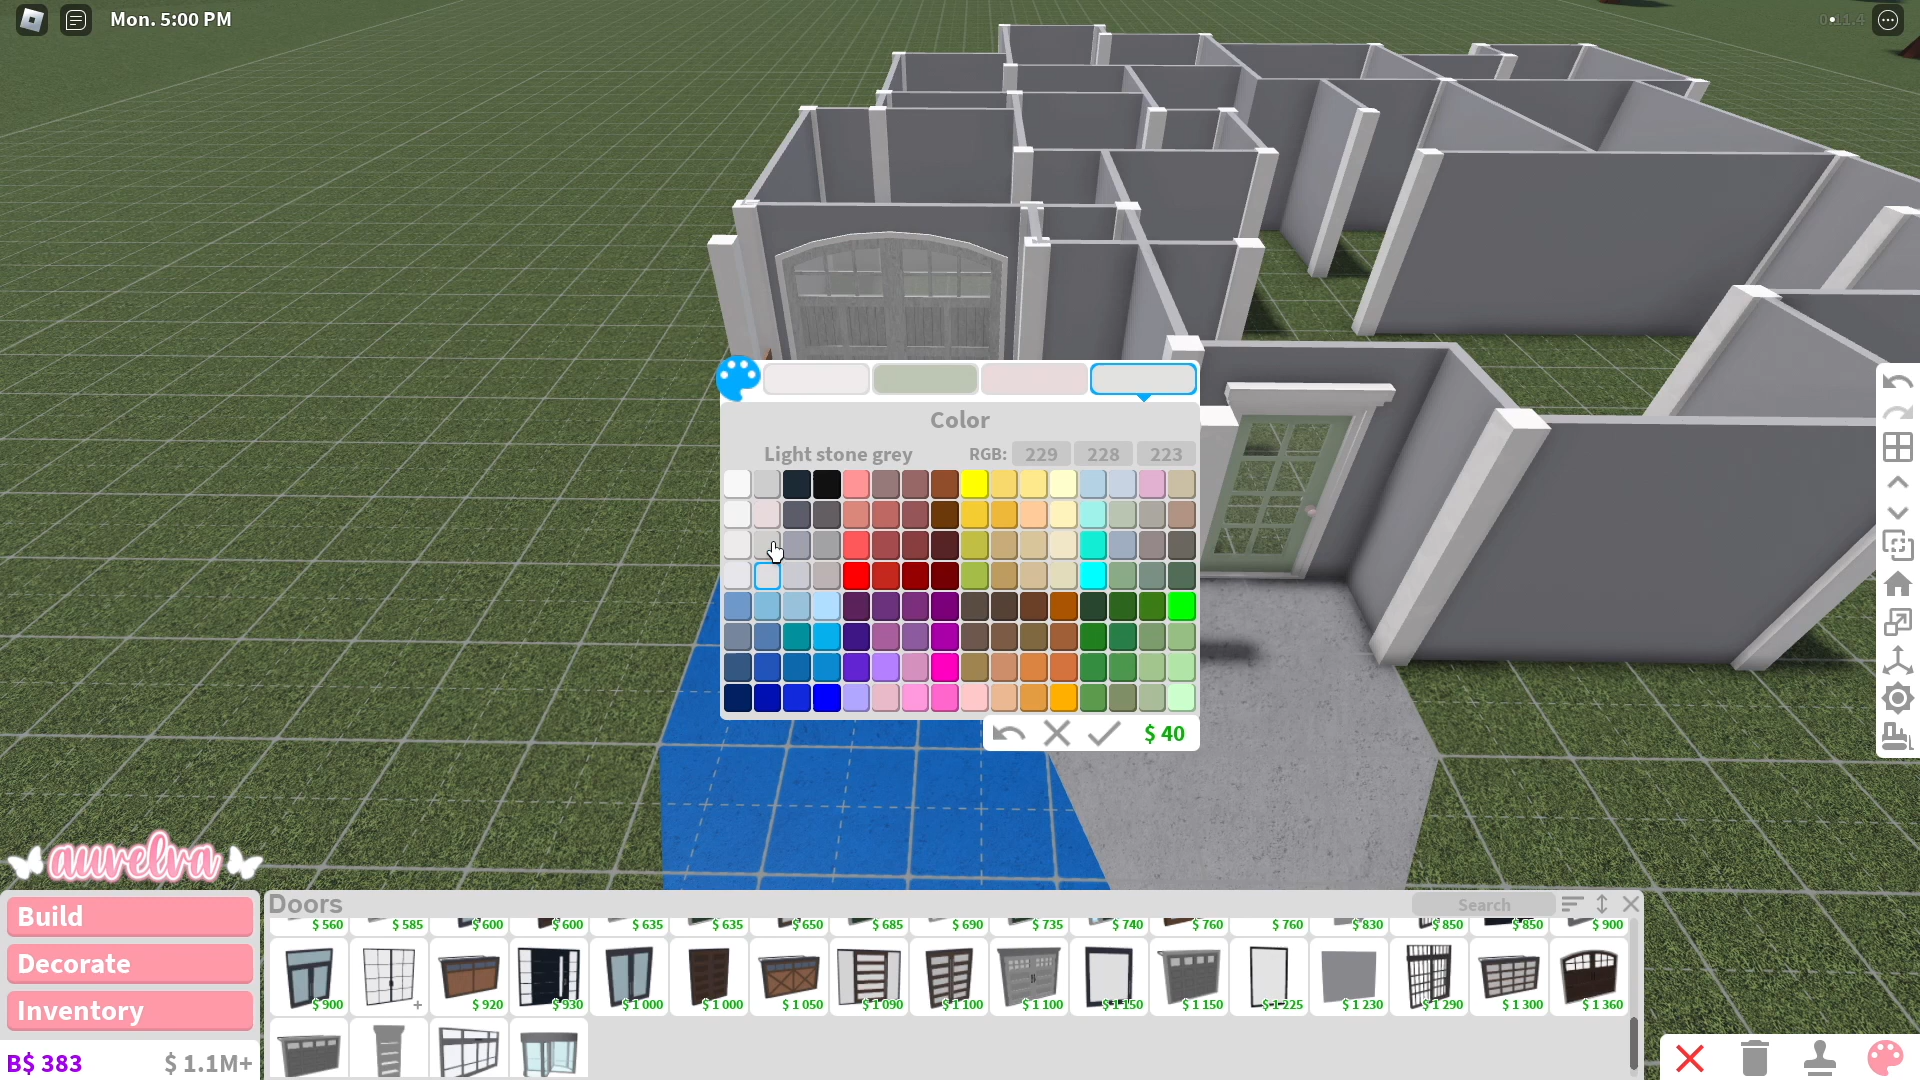 Mon. 5:00 PM
Color
Light stone grey
RGB: 229 228 223
$ 40
aurelva
Build
Decorate
Inventory
B$ 383
$ 1.1M+
Doors
Search
$ 560 $ 585 $ 600 $ 600 $ 635 $ 635 $ 650 $ 685 $ 690 $ 735 $ 740 $ 760 $ 760 $ 830 $ 850 $ 850 $ 900
$ 900 + $ 920 $ 930 $ 1 000 $ 1 000 $ 1 050 $ 1 090 $ 1 100 $ 1 100 $ 1 150 $ 1 150 $ 1 225 $ 1 230 $ 1 290 $ 1 300 $ 1 360